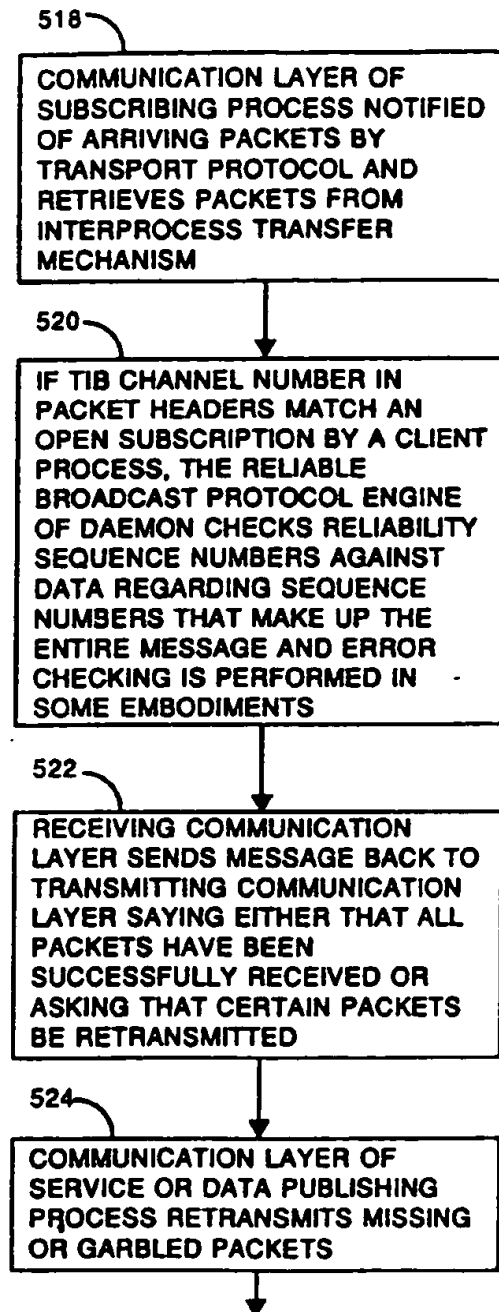 518
COMMUNICATION LAYER OF
SUBSCRIBING PROCESS NOTIFIED
OF ARRIVING PACKETS BY
TRANSPORT PROTOCOL AND
RETRIEVES PACKETS FROM
INTERPROCESS TRANSFER
MECHANISM
520
IF TIB CHANNEL NUMBER IN
PACKET HEADERS MATCH AN
OPEN SUBSCRIPTION BY A CLIENT
PROCESS, THE RELIABLE
BROADCAST PROTOCOL ENGINE
OF DAEMON CHECKS RELIABILITY
SEQUENCE NUMBERS AGAINST
DATA REGARDING SEQUENCE
NUMBERS THAT MAKE UP THE
ENTIRE MESSAGE AND ERROR
CHECKING IS PERFORMED IN
SOME EMBODIMENTS
522
RECEIVING COMMUNICATION
LAYER SENDS MESSAGE BACK TO
TRANSMITTING COMMUNICATION
LAYER SAYING EITHER THAT ALL
PACKETS HAVE BEEN
SUCCESSFULLY RECEIVED OR
ASKING THAT CERTAIN PACKETS
BE RETRANSMITTED
524
COMMUNICATION LAYER OF
SERVICE OR DATA PUBLISHING
PROCESS RETRANSMITS MISSING
OR GARBLED PACKETS